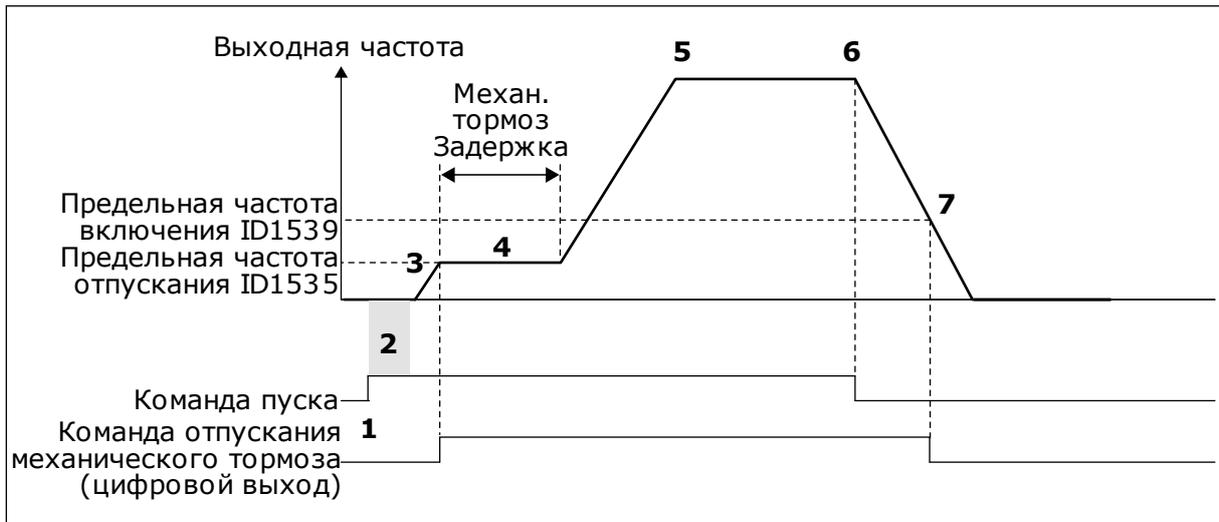 Выходная частота
5
6
Механ.
тормоз
Задержка
Предельная частота
включения ID1539
7
Предельная частота
отпускания ID1535
3
4
2
Команда пуска
1
Команда отпускания
механического тормоза
(цифровой выход)